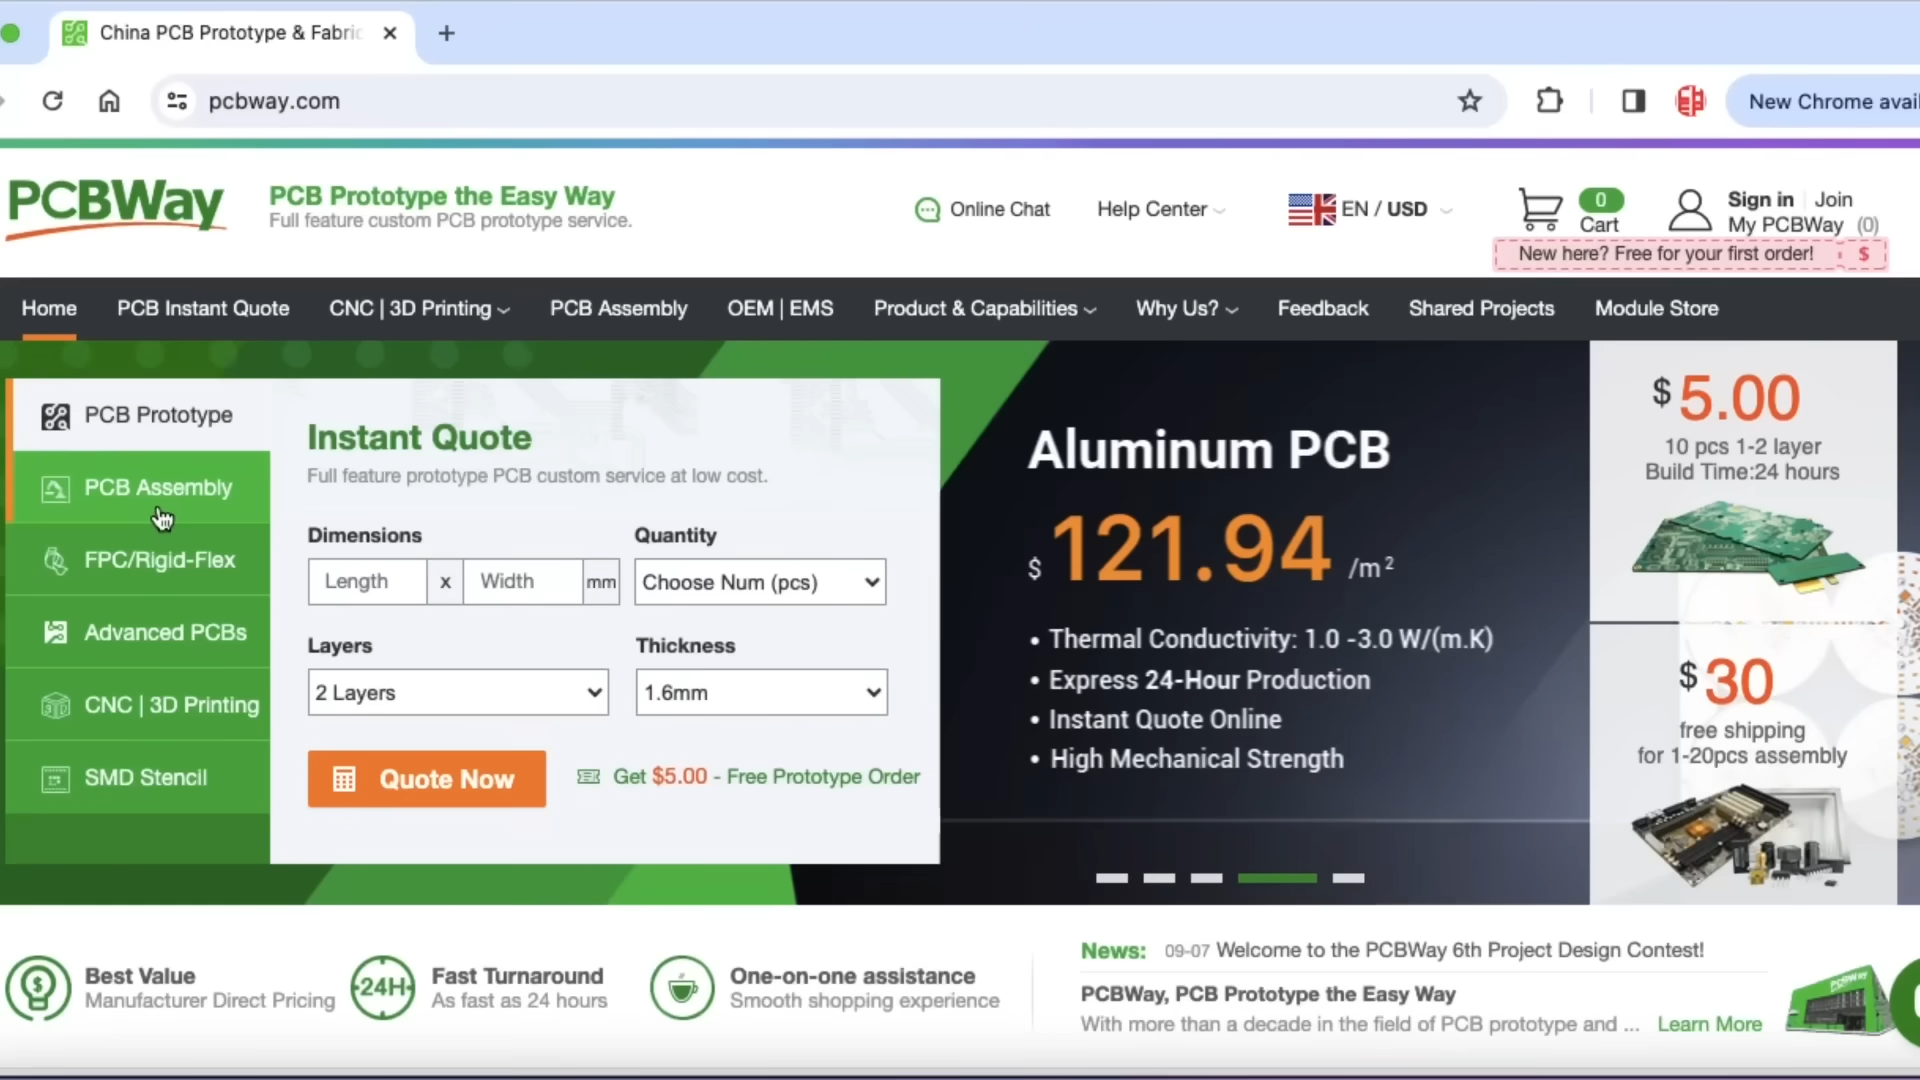 China PCB Prototype & Fabric
pcbway.com
New Chrome avail
PCBWay
PCB Prototype the Easy Way
Full feature custom PCB prototype service.
Online Chat
Help Center
EN / USD
0
Cart
Sign in
Join
My PCBWay (0)
New here? Free for your first order! $
Home
PCB Instant Quote
CNC | 3D Printing
PCB Assembly
OEM | EMS
Product & Capabilities
Why Us?
Feedback
Shared Projects
Module Store
PCB Prototype
PCB Assembly
FPC/Rigid-Flex
Advanced PCBs
CNC | 3D Printing
SMD Stencil
Instant Quote
Full feature prototype PCB custom service at low cost.
Dimensions
Quantity
Length x Width mm
Choose Num (pcs)
Layers
Thickness
2 Layers
1.6mm
Quote Now
Get $5.00 - Free Prototype Order
Aluminum PCB
$ 121.94 /m²
• Thermal Conductivity: 1.0 -3.0 W/(m.K)
• Express 24-Hour Production
• Instant Quote Online
• High Mechanical Strength
$ 5.00
10 pcs 1-2 layer
Build Time:24 hours
$ 30
free shipping
for 1-20pcs assembly
Best Value
Manufacturer Direct Pricing
24H
Fast Turnaround
As fast as 24 hours
One-on-one assistance
Smooth shopping experience
News: 09-07 Welcome to the PCBWay 6th Project Design Contest!
PCBWay, PCB Prototype the Easy Way
With more than a decade in the field of PCB prototype and ... Learn More
PCBWay